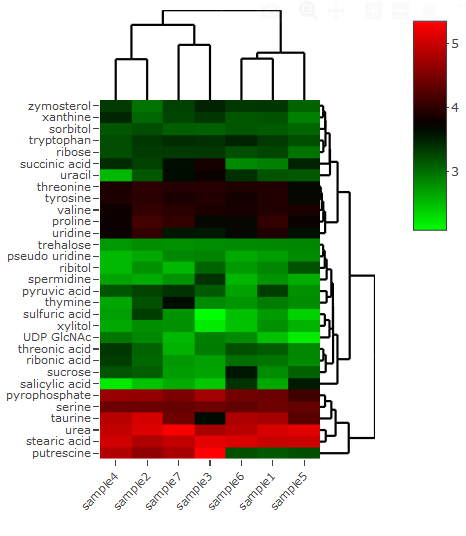 zymosterol
xanthine
sorbitol
tryptophan
ribose
succinic acid
uracil
threonine
tyrosine
valine
proline
uridine
trehalose
pseudo uridine
ribitol
spermidine
pyruvic acid
thymine
sulfuric acid
xylitol
UDP GlcNAc
threonic acid
ribonic acid
sucrose
salicylic acid
pyrophosphate
serine
taurine
urea
stearic acid
putrescine
sample4
sample2
sample7
sample3
sample6
sample1
sample5
5
4
3